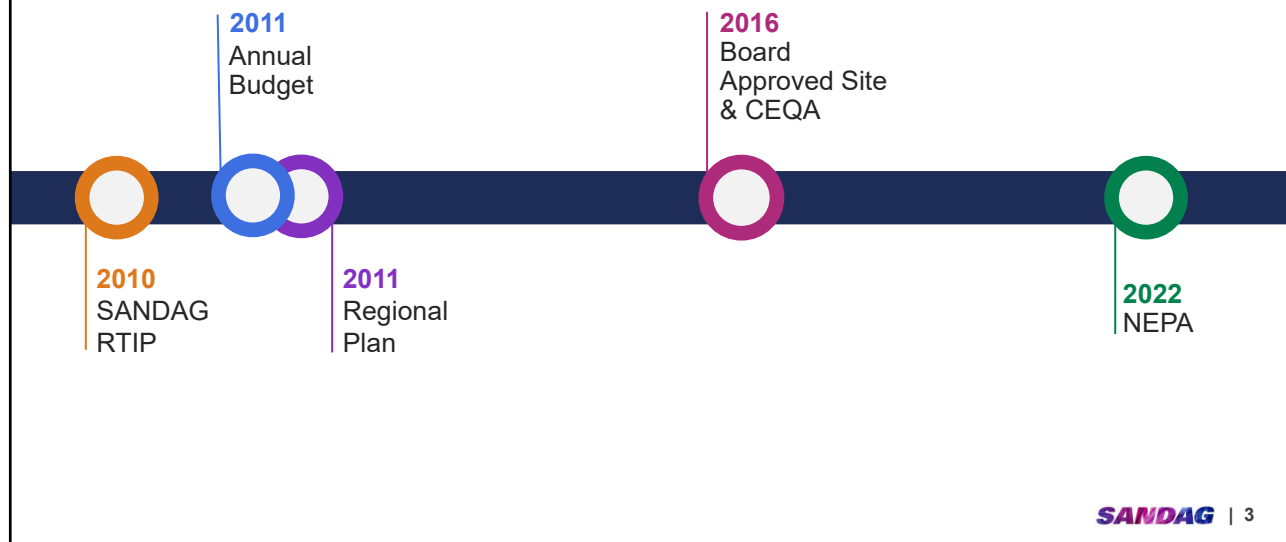 2011
Annual
Budget
2016
Board
Approved Site
& CEQA
2010
SANDAG
RTIP
2011
Regional
Plan
2022
NEPA
SANDAG | 3